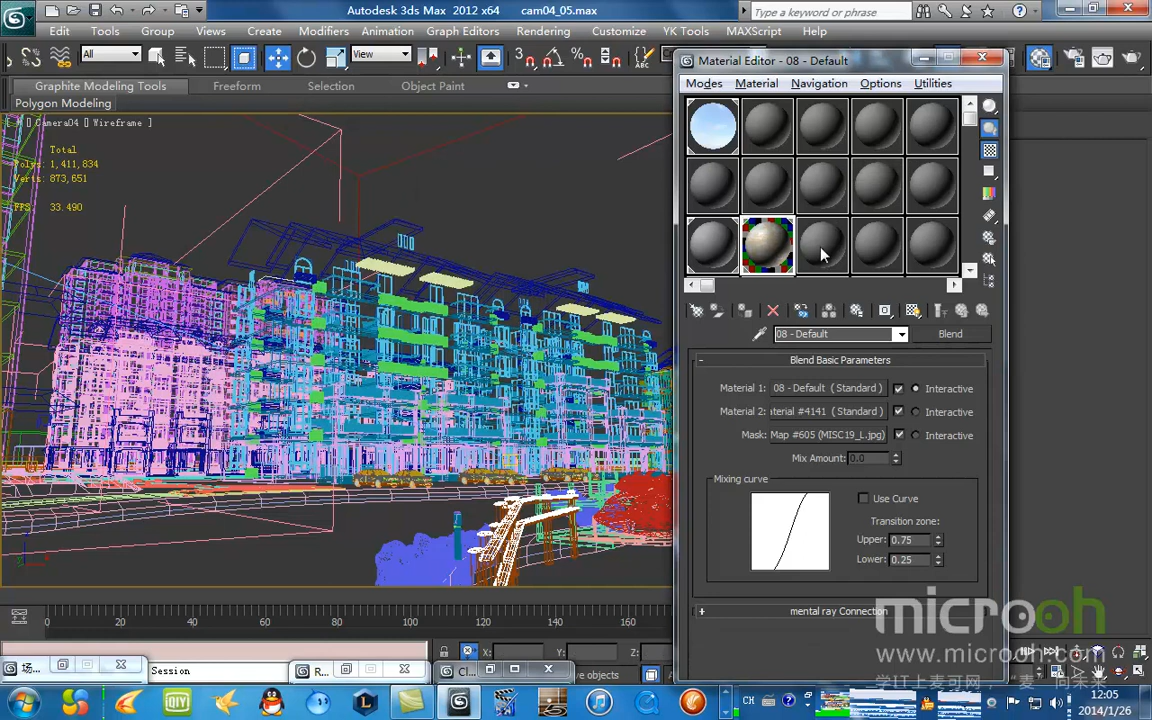 Autodesk 3ds Max 2012 x64 cam04_05.max
Type a keyword or phrase
Edit Tools Group Views Create Modifiers Animation Graph Editors Rendering Customize YK Tools MAXScript Help
All View
Graphite Modeling Tools Freeform Selection Object Paint
Polygon Modeling
[ + ] Camera04 ] Wireframe ]
Total
Polys: 1,411,834
Verts: 873,651
FPS 33.490
Material Editor - 08 - Default
Modes Material Navigation Options Utilities
08 - Default Blend
- Blend Basic Parameters
Material 1: 08 - Default ( Standard ) Interactive
Material 2: aterial #4141 ( Standard ) Interactive
Mask: Map #605 (MISC19_L.jpg) Interactive
Mix Amount: 0.0
Mixing curve
Use Curve
Transition zone:
Upper: 0.75
Lower: 0.25
+ mental ray Connection
0 20 40 60 80 100 120 140 160
X: Y: Z:
场... Session R... Cl...
microoh
www.microoh.com
CH
12:05
2014/1/26